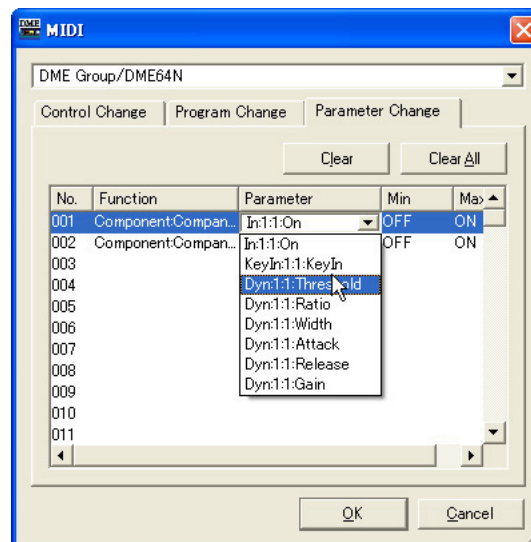 DME MIDI
DME Group/DME64N
Control Change Program Change Parameter Change
Clear Clear All
No. Function Parameter Min Max
001 Component:Compan... In:1:1:On OFF ON
002 Component:Compan... In:1:1:On OFF ON
003 KeyIn:1:1:KeyIn
004 Dyn:1:1:Threshold
005 Dyn:1:1:Ratio
006 Dyn:1:1:Width
007 Dyn:1:1:Attack
008 Dyn:1:1:Release
009 Dyn:1:1:Gain
010
011
OK Cancel